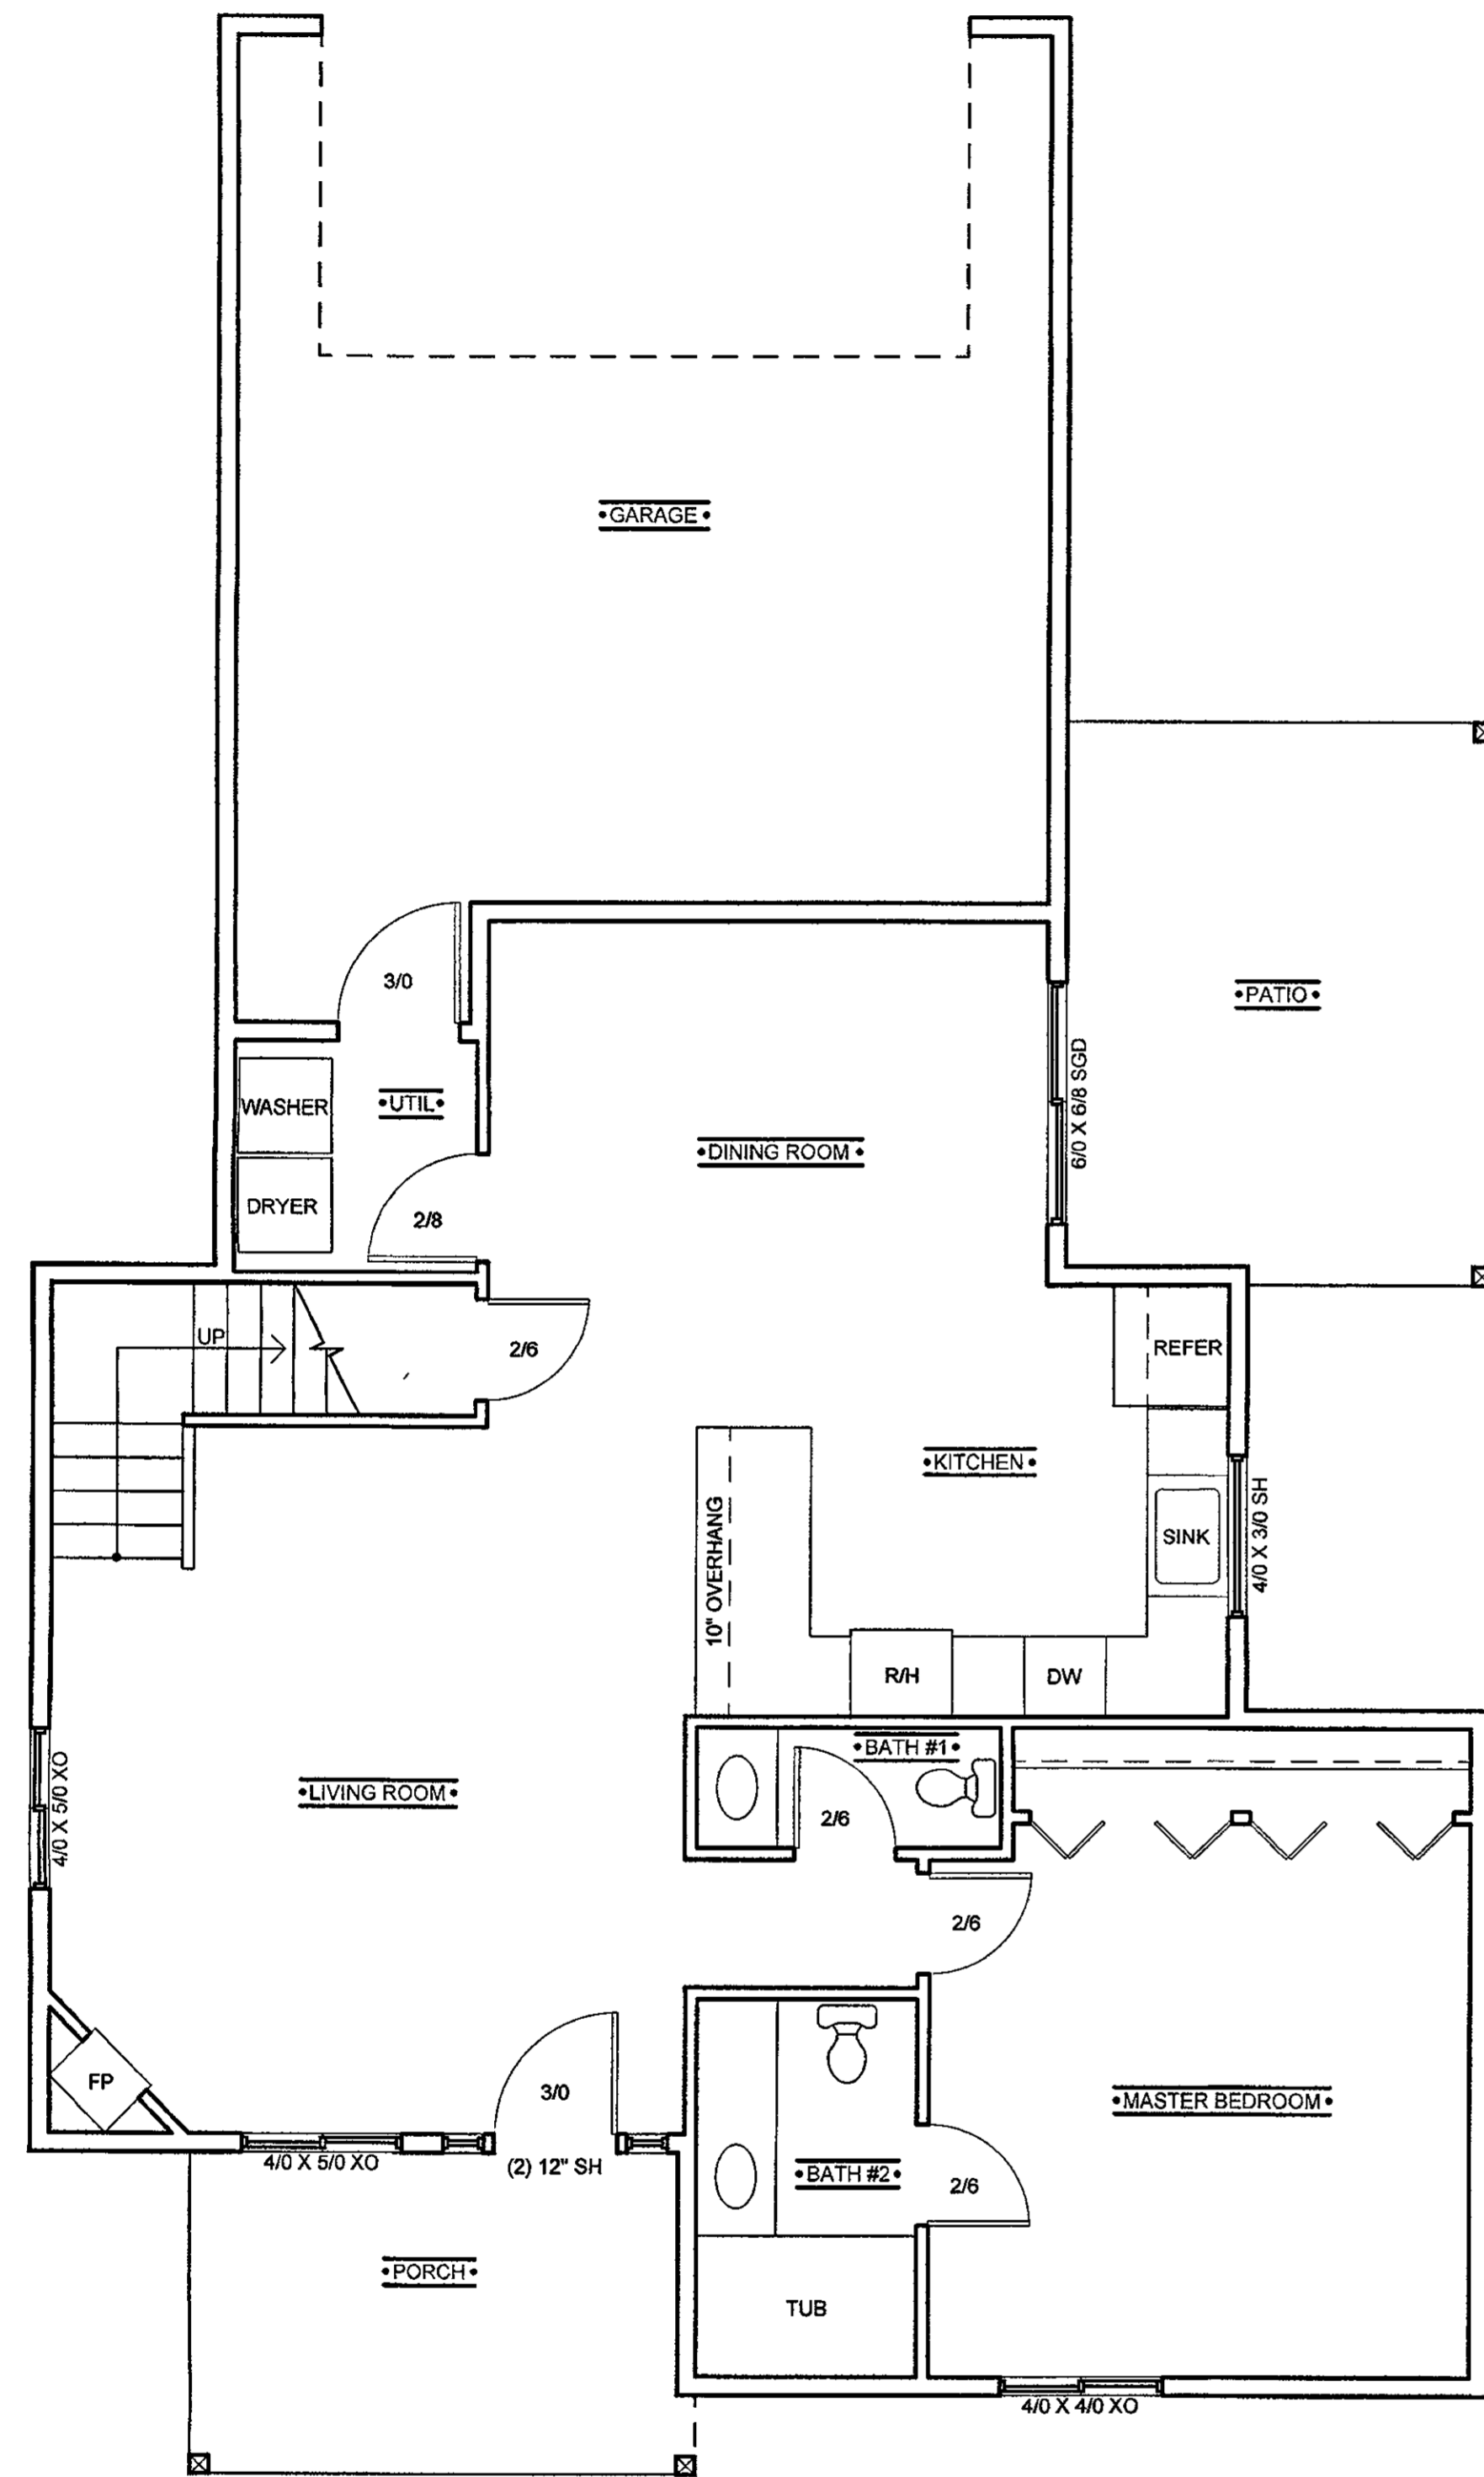 •GARAGE•
3/0
•PATIO•
WASHER
•UTIL•
6/0 X 6/8 SGD
•DINING ROOM•
DRYER
2/8
UP
2/6
REFER
•KITCHEN•
10" OVERHANG
SINK
4/0 X 3/0 SH
R/H
DW
•BATH #1•
•LIVING ROOM•
4/0 X 5/0 XO
2/6
2/6
FP
3/0
•MASTER BEDROOM•
4/0 X 5/0 XO
(2) 12" SH
•BATH #2•
2/6
•PORCH•
TUB
4/0 X 4/0 XO